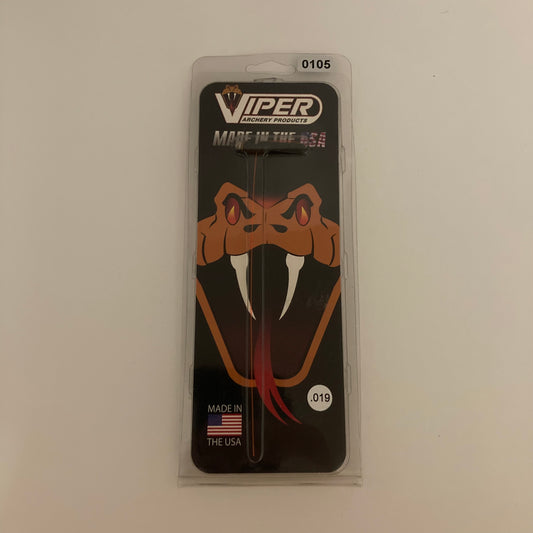 0105
VIPER
ARCHERY PRODUCTS
MADE IN THE USA
.019
MADE IN
THE USA